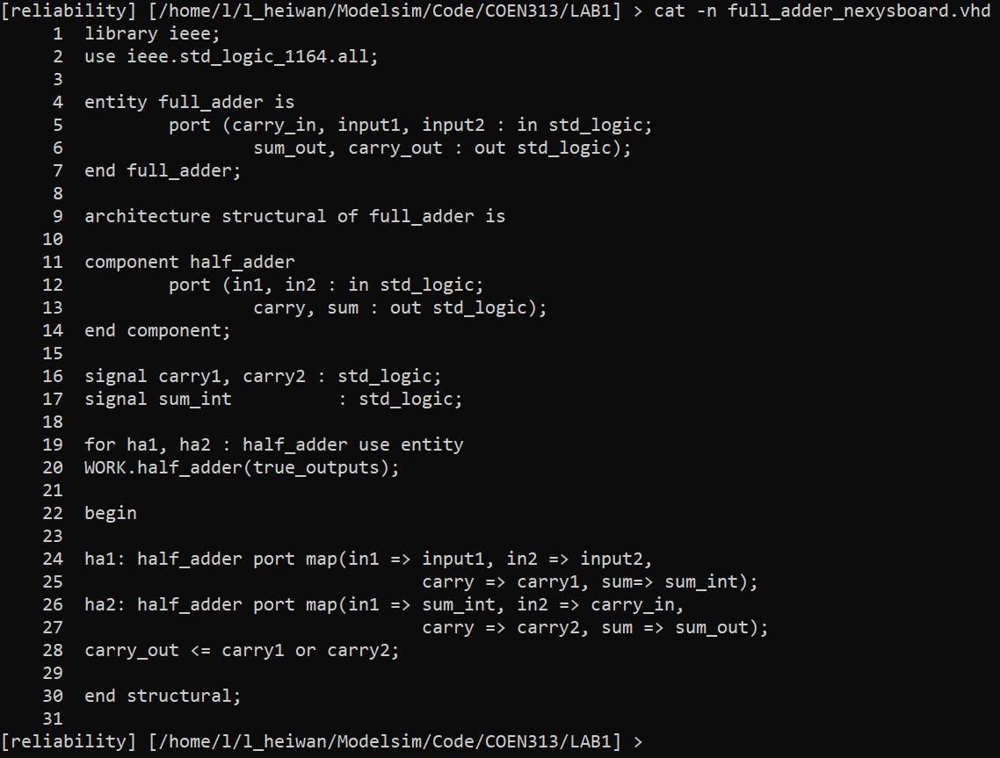 [reliability] [/home/l/l_heiwan/Modelsim/Code/COEN313/LAB1] > cat -n full_adder_nexysboard.vhd
     1  library ieee;
     2  use ieee.std_logic_1164.all;
     3
     4  entity full_adder is
     5          port (carry_in, input1, input2 : in std_logic;
     6                  sum_out, carry_out : out std_logic);
     7  end full_adder;
     8
     9  architecture structural of full_adder is
    10
    11  component half_adder
    12          port (in1, in2 : in std_logic;
    13                  carry, sum : out std_logic);
    14  end component;
    15
    16  signal carry1, carry2 : std_logic;
    17  signal sum_int          : std_logic;
    18
    19  for ha1, ha2 : half_adder use entity
    20  WORK.half_adder(true_outputs);
    21
    22  begin
    23
    24  ha1: half_adder port map(in1 => input1, in2 => input2,
    25                                  carry => carry1, sum=> sum_int);
    26  ha2: half_adder port map(in1 => sum_int, in2 => carry_in,
    27                                  carry => carry2, sum => sum_out);
    28  carry_out <= carry1 or carry2;
    29
    30  end structural;
    31
[reliability] [/home/l/l_heiwan/Modelsim/Code/COEN313/LAB1] >